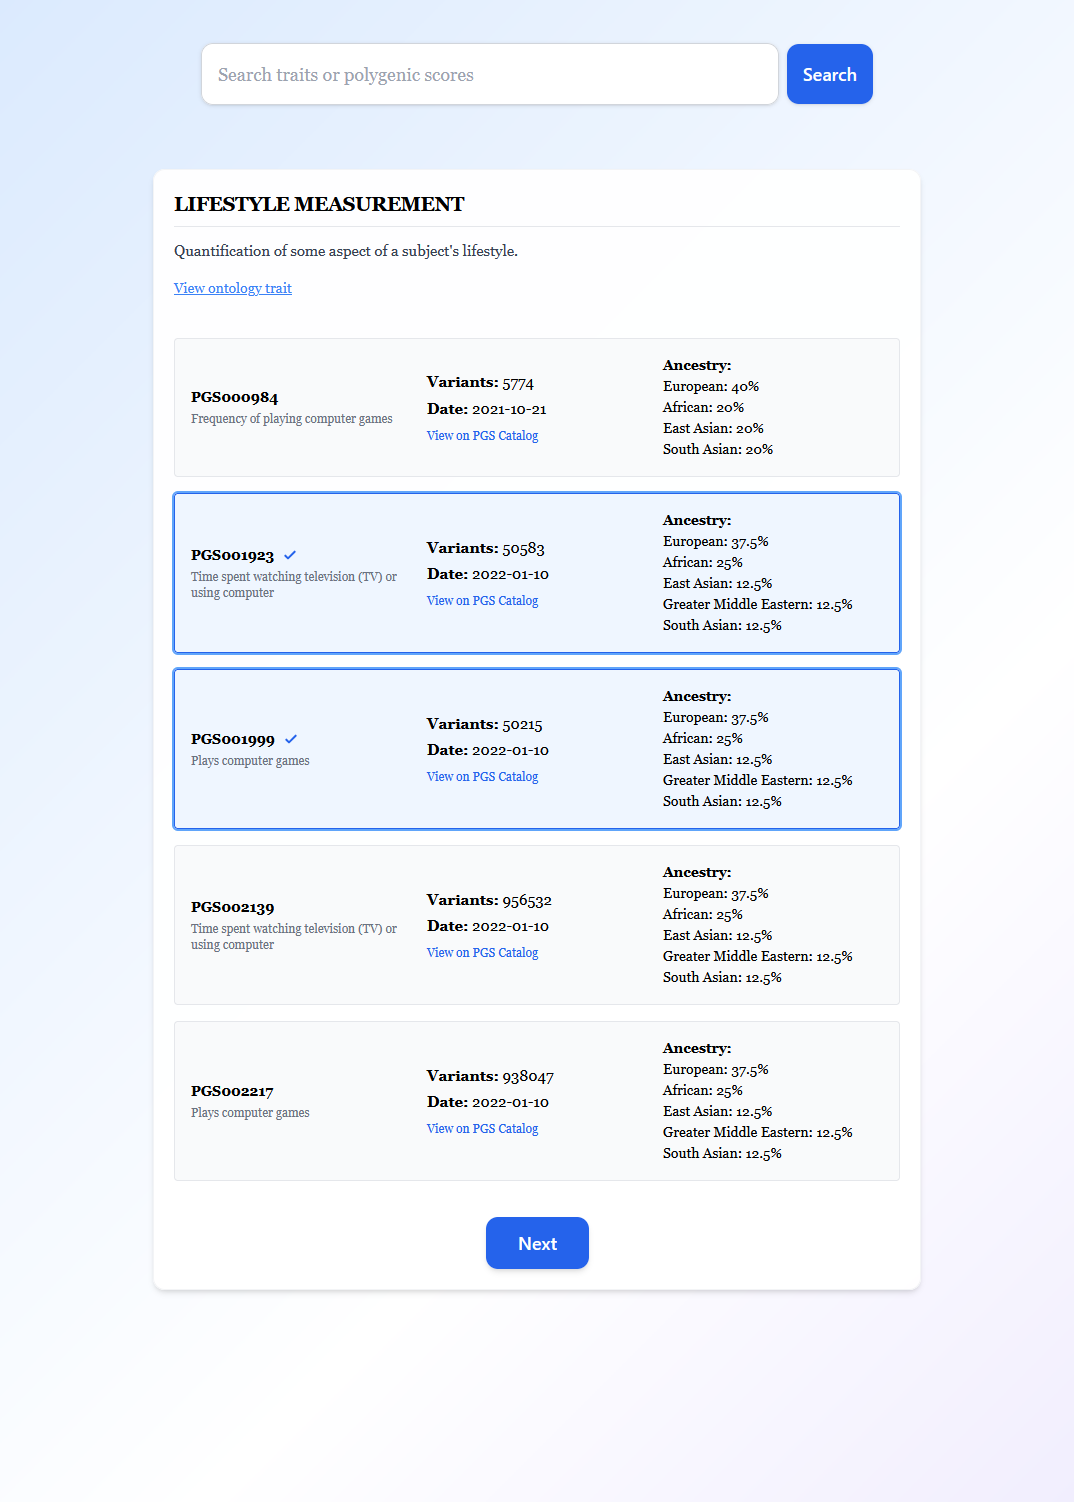 Search traits or polygenic scores
Search
LIFESTYLE MEASUREMENT
Quantification of some aspect of a subject's lifestyle.
View ontology trait
PGS000984
Frequency of playing computer games
Variants: 5774
Date: 2021-10-21
View on PGS Catalog
Ancestry:
European: 40%
African: 20%
East Asian: 20%
South Asian: 20%
PGS001923
Time spent watching television (TV) or
using computer
Variants: 50583
Date: 2022-01-10
View on PGS Catalog
Ancestry:
European: 37.5%
African: 25%
East Asian: 12.5%
Greater Middle Eastern: 12.5%
South Asian: 12.5%
PGS001999
Plays computer games
Variants: 50215
Date: 2022-01-10
View on PGS Catalog
Ancestry:
European: 37.5%
African: 25%
East Asian: 12.5%
Greater Middle Eastern: 12.5%
South Asian: 12.5%
PGS002139
Time spent watching television (TV) or
using computer
Variants: 956532
Date: 2022-01-10
View on PGS Catalog
Ancestry:
European: 37.5%
African: 25%
East Asian: 12.5%
Greater Middle Eastern: 12.5%
South Asian: 12.5%
PGS002217
Plays computer games
Variants: 938047
Date: 2022-01-10
View on PGS Catalog
Ancestry:
European: 37.5%
African: 25%
East Asian: 12.5%
Greater Middle Eastern: 12.5%
South Asian: 12.5%
Next